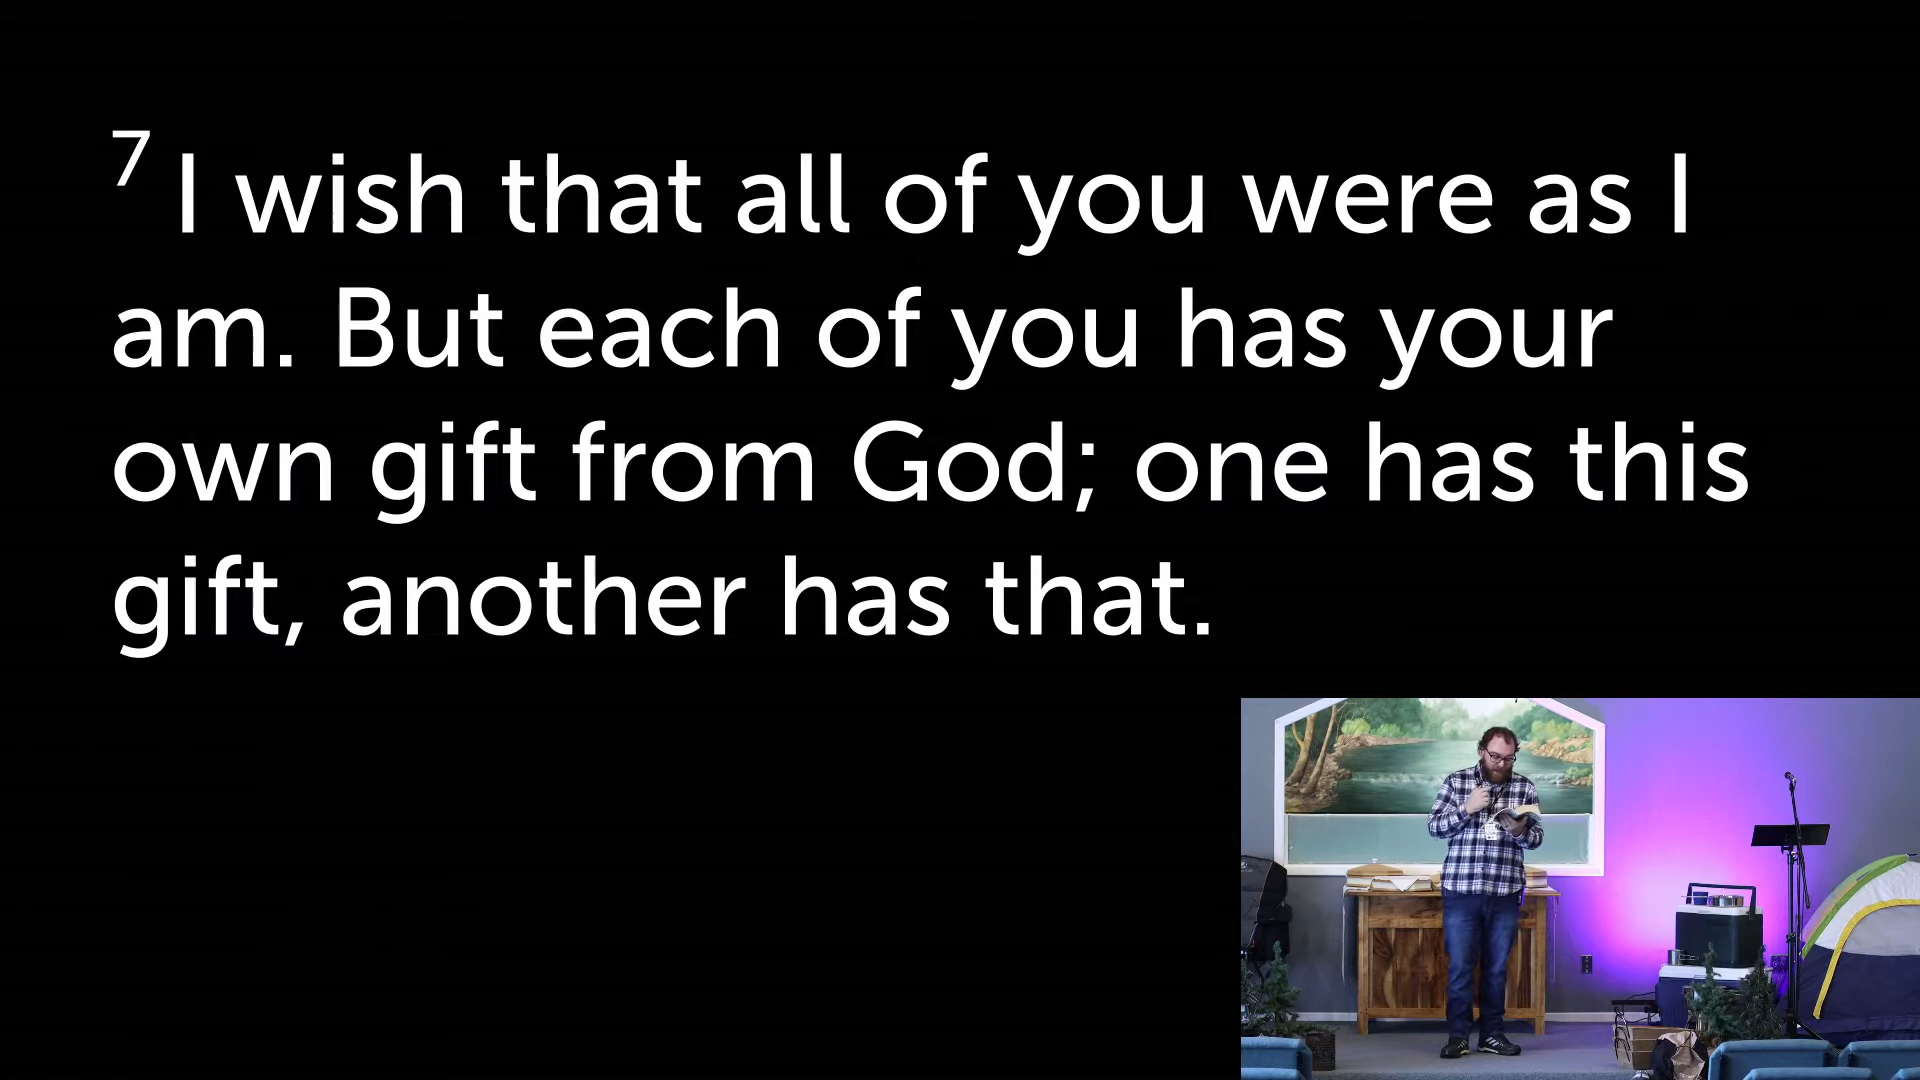 7 I wish that all of you were as I
am. But each of you has your
own gift from God; one has this
gift, another has that.